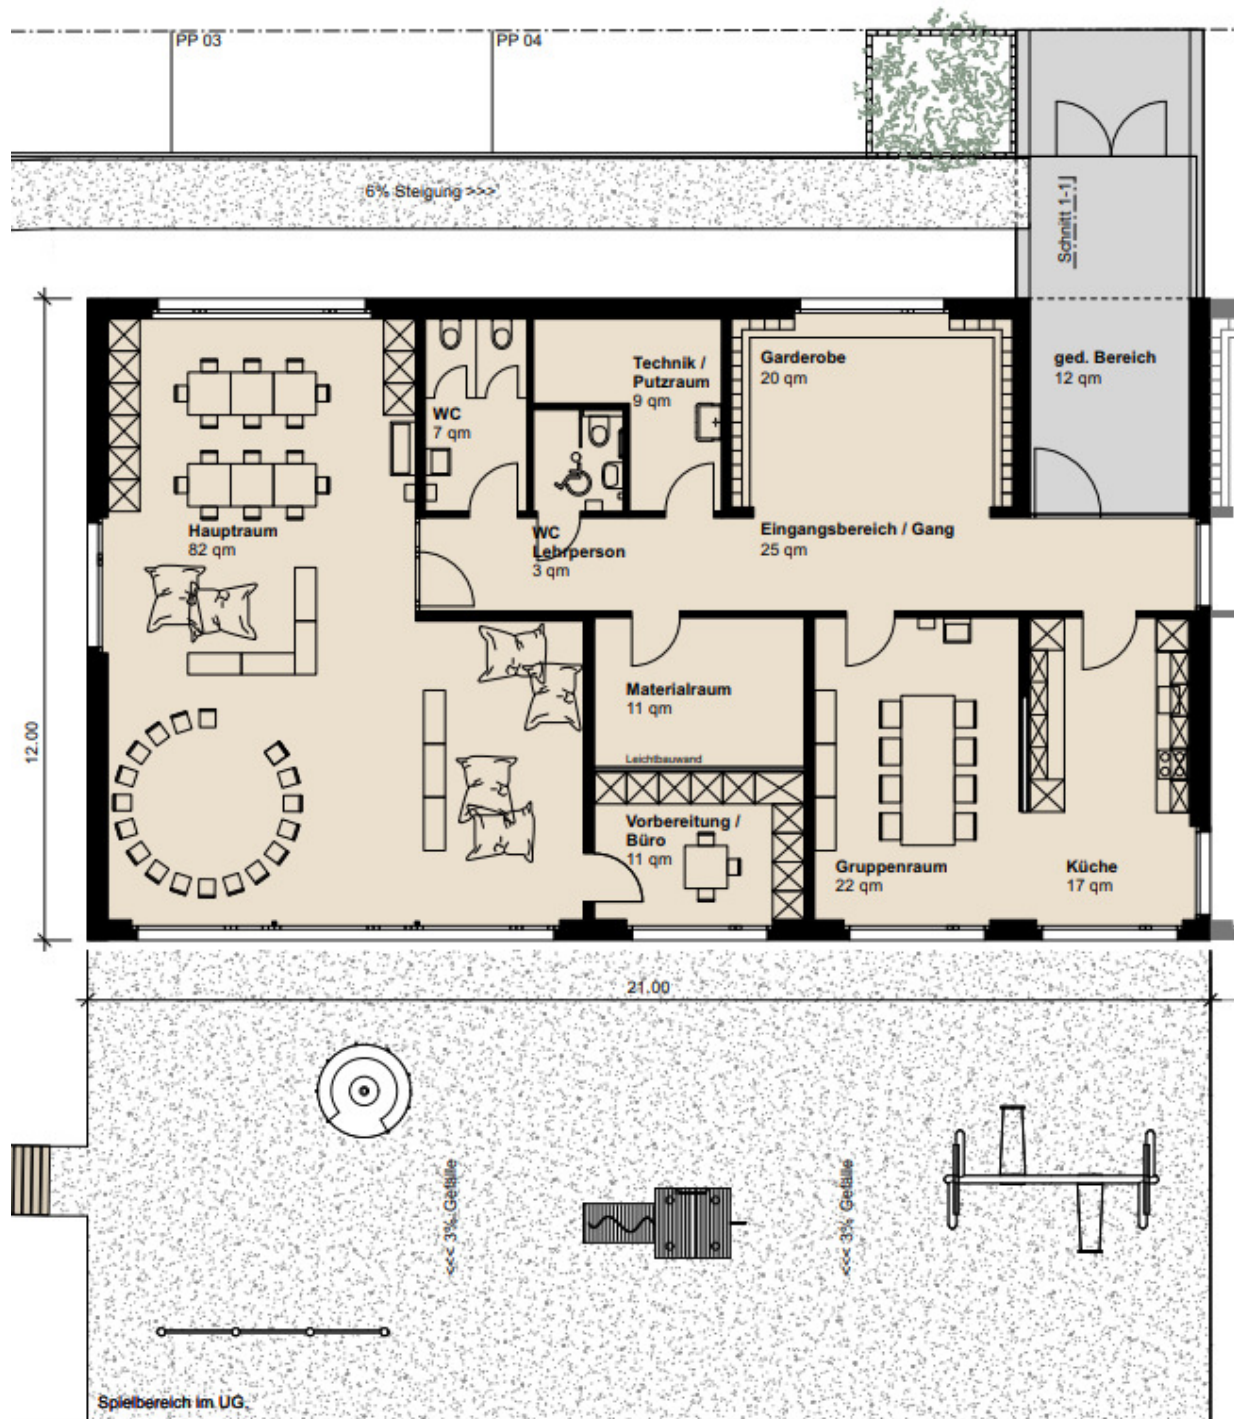 PP 03
PP 04
6% Steigung >>>
Schnitt 1-1
Garderobe
20 qm
ged. Bereich
12 qm
Technik /
Putzraum
9 qm
WC
7 qm
Hauptraum
82 qm
WC
Lehrperson
3 qm
Eingangsbereich / Gang
25 qm
Materialraum
11 qm
Leichtbauwand
12.00
Vorbereitung /
Büro
11 qm
Gruppenraum
22 qm
Küche
17 qm
21.00
<<< 3% Gefälle
<<< 3% Gefälle
Spielbereich im UG.